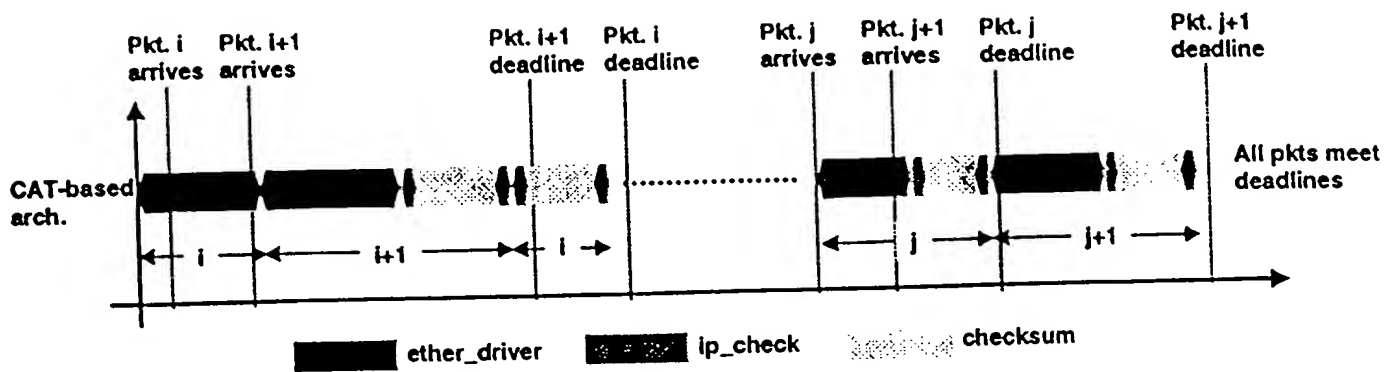 Pkt. i
arrives
Pkt. i+1
arrives
Pkt. i+1
deadline
Pkt. i
deadline
Pkt. j
arrives
Pkt. j+1
arrives
Pkt. j
deadline
Pkt. j+1
deadline
CAT-based
arch.
All pkts meet
deadlines
i
i+1
i
j
j+1
ether_driver
ip_check
checksum